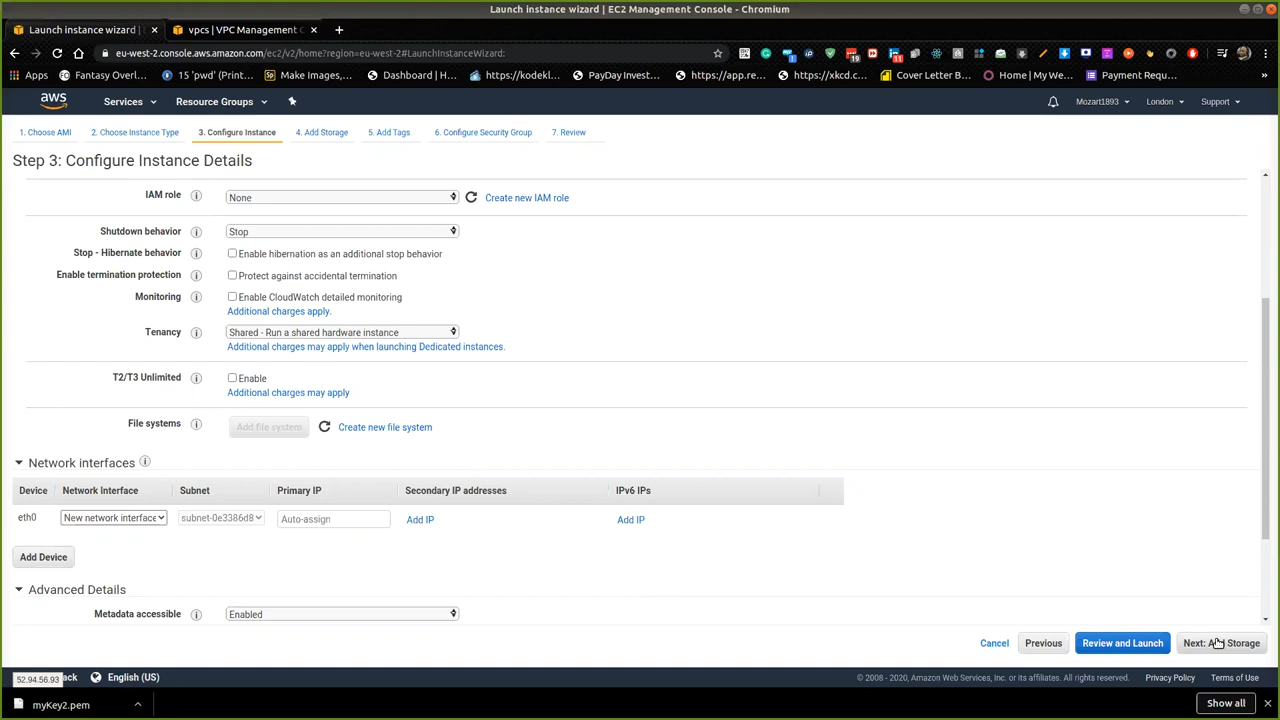 Launch instance wizard | EC2 Management Console - Chromium
Launch instance wizard | ×
vpcs | VPC Management C ×
eu-west-2.console.aws.amazon.com/ec2/v2/home?region=eu-west-2#LaunchInstanceWizard:
Apps
Fantasy Overl...
15 'pwd' (Print...
Make Images,...
Dashboard | H...
https://kodekl...
PayDay Invest...
https://app.re...
https://xkcd.c...
Cover Letter B...
Home | My We...
Payment Requ...
»
aws
Services
Resource Groups
Mozart1893
London
Support
1. Choose AMI
2. Choose Instance Type
3. Configure Instance
4. Add Storage
5. Add Tags
6. Configure Security Group
7. Review
Step 3: Configure Instance Details
IAM role
None
Create new IAM role
Shutdown behavior
Stop
Stop - Hibernate behavior
Enable hibernation as an additional stop behavior
Enable termination protection
Protect against accidental termination
Monitoring
Enable CloudWatch detailed monitoring
Additional charges apply.
Tenancy
Shared - Run a shared hardware instance
Additional charges may apply when launching Dedicated instances.
T2/T3 Unlimited
Enable
Additional charges may apply
File systems
Add file system
Create new file system
Network interfaces
Device
Network Interface
Subnet
Primary IP
Secondary IP addresses
IPv6 IPs
eth0
New network interface
subnet-0e3386d8
Auto-assign
Add IP
Add IP
Add Device
Advanced Details
Metadata accessible
Enabled
Cancel
Previous
Review and Launch
Next: Add Storage
52.94.56.93
ack
English (US)
© 2008 - 2020, Amazon Web Services, Inc. or its affiliates. All rights reserved.
Privacy Policy
Terms of Use
myKey2.pem
Show all